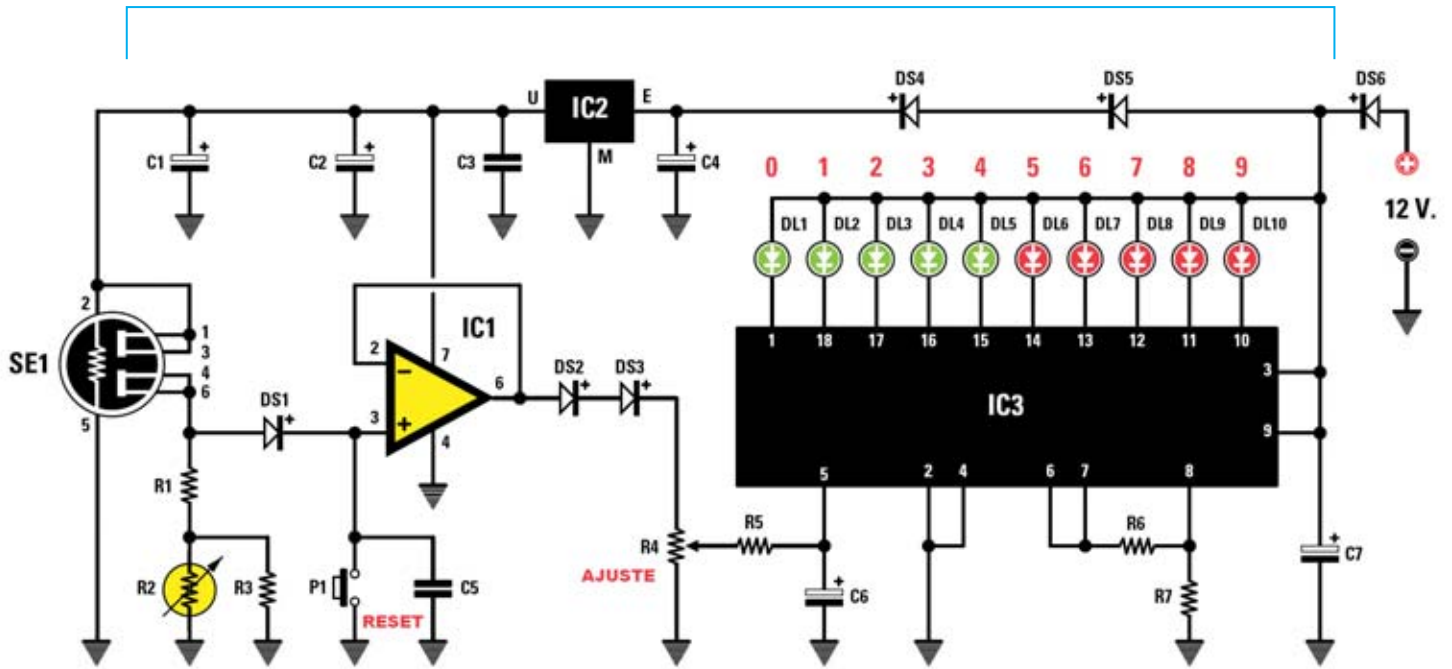 DS4 DS5 DS6
U IC2 E
C1 C2 C3 M C4
0 1 2 3 4 5 6 7 8 9
12 V.
DL1 DL2 DL3 DL4 DL5 DL6 DL7 DL8 DL9 DL10
2
1
3
4
6
5
SE1
IC1
2
7
6
3
4
DS1
DS2 DS3
1 18 17 16 15 14 13 12 11 10
3
IC3
9
5 2 4 6 7 8
R1
R2 R3
P1
RESET
C5
R4
AJUSTE
R5
C6
R6
R7
C7